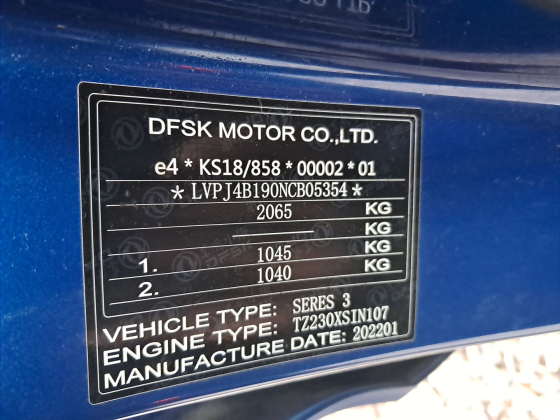 DFSK MOTOR CO.,LTD.
e4 * KS18/858 * 00002 * 01
* LVPJ4B190NCB05354 *
2065 KG
——— KG
1. 1045 KG
2. 1040 KG
VEHICLE TYPE: SERES 3
ENGINE TYPE: TZ230XSIN107
MANUFACTURE DATE: 202201